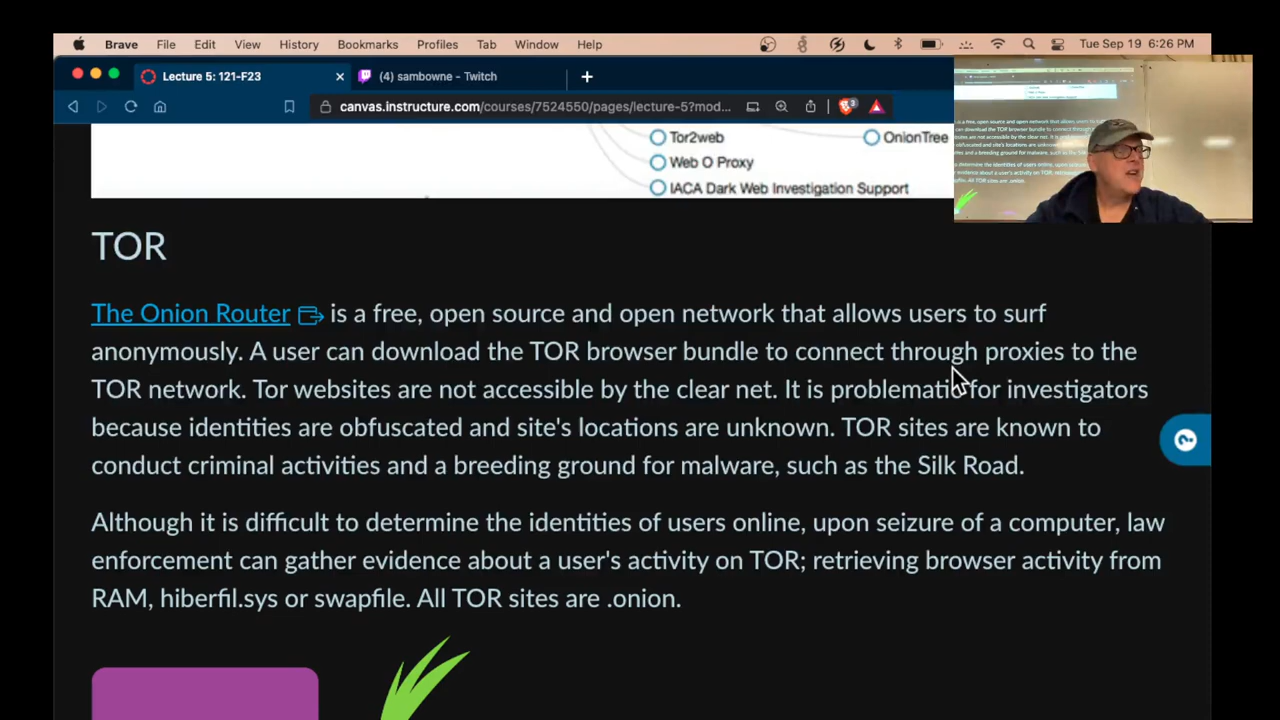 Brave File Edit View History Bookmarks Profiles Tab Window Help Tue Sep 19 6:26 PM
Lecture 5: 121-F23 (4) sambowne - Twitch
canvas.instructure.com/courses/7524550/pages/lecture-5?mod...
3
Tor2web OnionTree
Web O Proxy
IACA Dark Web Investigation Support
TOR
The Onion Router is a free, open source and open network that allows users to surf
anonymously. A user can download the TOR browser bundle to connect through proxies to the
TOR network. Tor websites are not accessible by the clear net. It is problematic for investigators
because identities are obfuscated and site's locations are unknown. TOR sites are known to
conduct criminal activities and a breeding ground for malware, such as the Silk Road.
Although it is difficult to determine the identities of users online, upon seizure of a computer, law
enforcement can gather evidence about a user's activity on TOR; retrieving browser activity from
RAM, hiberfil.sys or swapfile. All TOR sites are .onion.